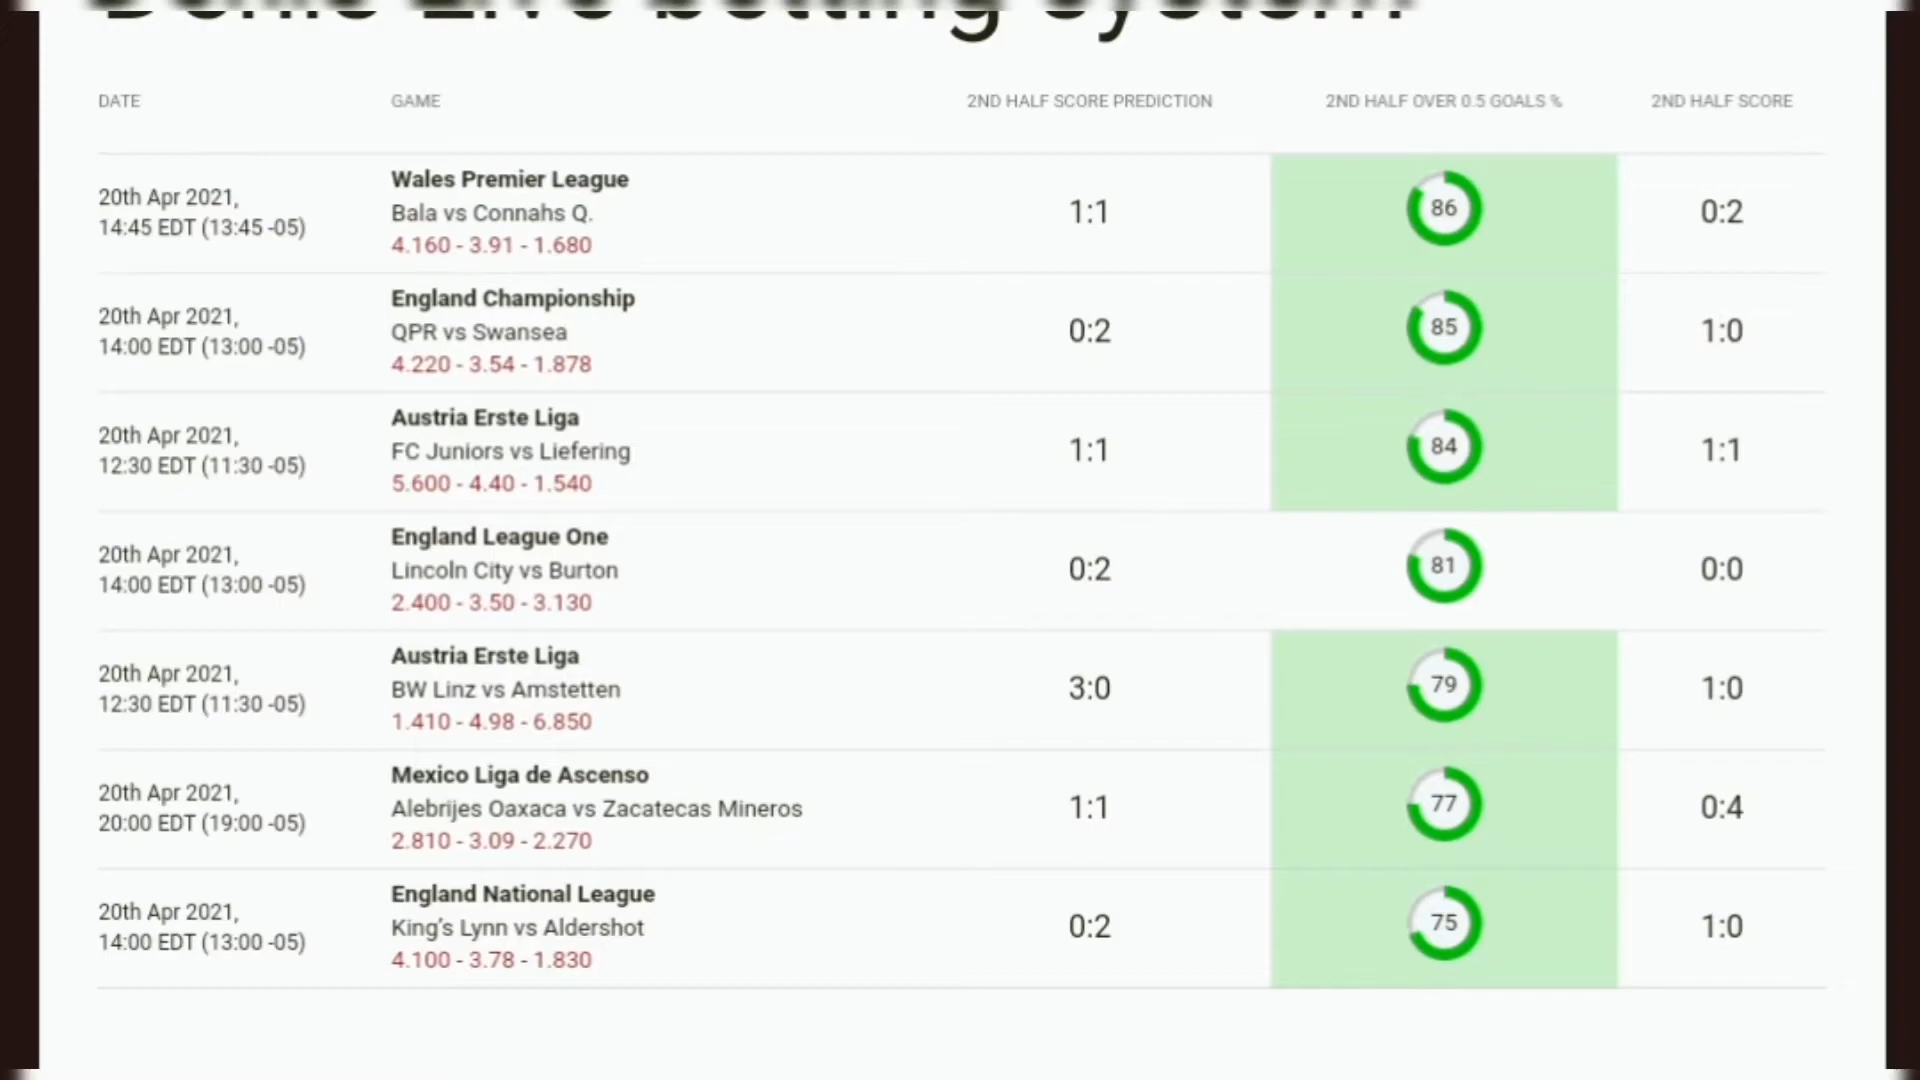 Live betting system
DATE GAME 2ND HALF SCORE PREDICTION 2ND HALF OVER 0.5 GOALS % 2ND HALF SCORE
Wales Premier League
20th Apr 2021,
Bala vs Connahs Q. 1:1 86 0:2
14:45 EDT (13:45 -05)
4.160 - 3.91 - 1.680
England Championship
20th Apr 2021,
QPR vs Swansea 0:2 85 1:0
14:00 EDT (13:00 -05)
4.220 - 3.54 - 1.878
Austria Erste Liga
20th Apr 2021,
FC Juniors vs Liefering 1:1 84 1:1
12:30 EDT (11:30 -05)
5.600 - 4.40 - 1.540
England League One
20th Apr 2021,
Lincoln City vs Burton 0:2 81 0:0
14:00 EDT (13:00 -05)
2.400 - 3.50 - 3.130
Austria Erste Liga
20th Apr 2021,
BW Linz vs Amstetten 3:0 79 1:0
12:30 EDT (11:30 -05)
1.410 - 4.98 - 6.850
Mexico Liga de Ascenso
20th Apr 2021,
Alebrijes Oaxaca vs Zacatecas Mineros 1:1 77 0:4
20:00 EDT (19:00 -05)
2.810 - 3.09 - 2.270
England National League
20th Apr 2021,
King's Lynn vs Aldershot 0:2 75 1:0
14:00 EDT (13:00 -05)
4.100 - 3.78 - 1.830